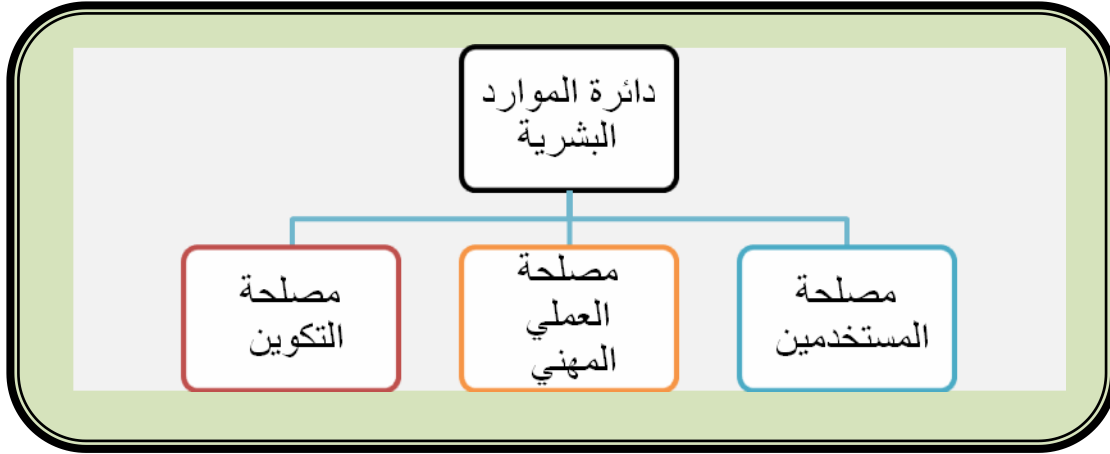 دائرة الموارد
البشرية
مصلحة
المستخدمين
مصلحة
العملي
المهني
مصلحة
التكوين